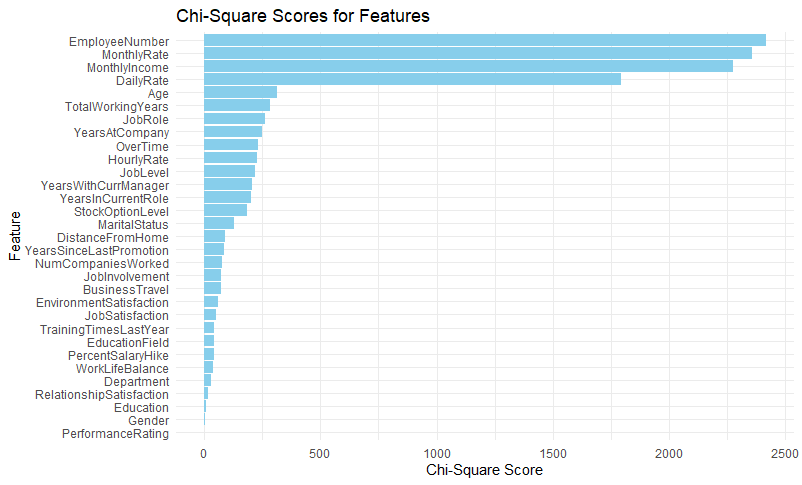 Chi-Square Scores for Features
Feature
EmployeeNumber
MonthlyRate
MonthlyIncome
DailyRate
Age
TotalWorkingYears
JobRole
YearsAtCompany
OverTime
HourlyRate
JobLevel
YearsWithCurrManager
YearsInCurrentRole
StockOptionLevel
MaritalStatus
DistanceFromHome
YearsSinceLastPromotion
NumCompaniesWorked
JobInvolvement
BusinessTravel
EnvironmentSatisfaction
JobSatisfaction
TrainingTimesLastYear
EducationField
PercentSalaryHike
WorkLifeBalance
Department
RelationshipSatisfaction
Education
Gender
PerformanceRating
0 500 1000 1500 2000 2500
Chi-Square Score